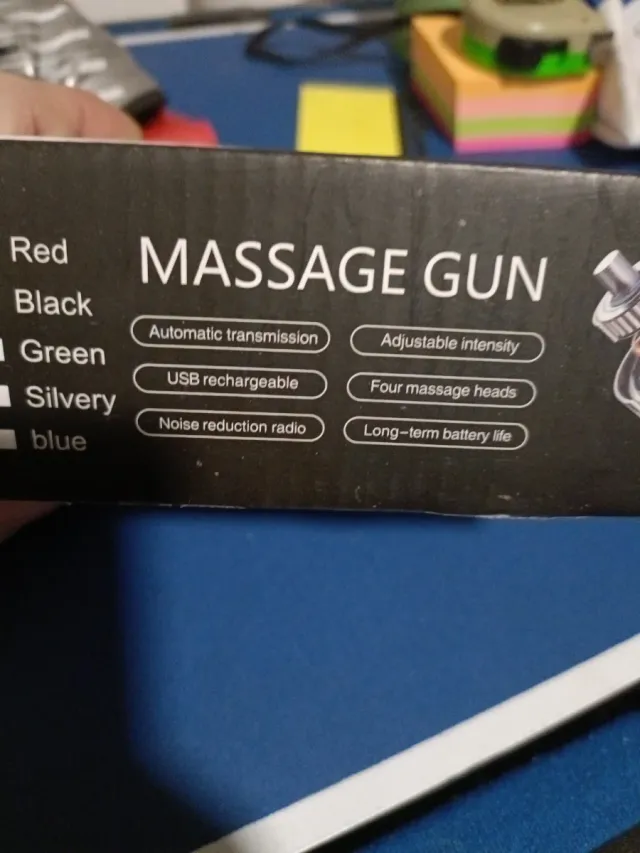 Red
Black
Green
Silvery
blue
MASSAGE GUN
Automatic transmission
Adjustable intensity
USB rechargeable
Four massage heads
Noise reduction radio
Long-term battery life